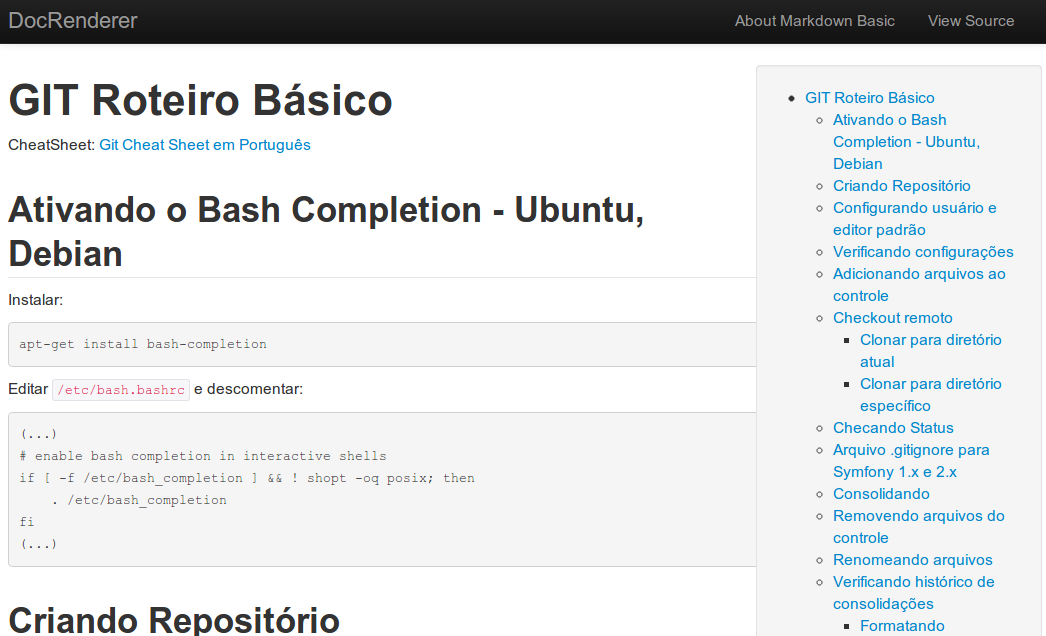 DocRenderer
About Markdown Basic
View Source
GIT Roteiro Básico
CheatSheet: Git Cheat Sheet em Português
Ativando o Bash Completion - Ubuntu,
Debian
Instalar:
apt-get install bash-completion
Editar /etc/bash.bashrc e descomentar:
(...)
# enable bash completion in interactive shells
if [ -f /etc/bash_completion ] && ! shopt -oq posix; then
    . /etc/bash_completion
fi
(...)
Criando Repositório
GIT Roteiro Básico
Ativando o Bash
Completion - Ubuntu,
Debian
Criando Repositório
Configurando usuário e
editor padrão
Verificando configurações
Adicionando arquivos ao
controle
Checkout remoto
Clonar para diretório
atual
Clonar para diretório
específico
Checando Status
Arquivo .gitignore para
Symfony 1.x e 2.x
Consolidando
Removendo arquivos do
controle
Renomeando arquivos
Verificando histórico de
consolidações
Formatando